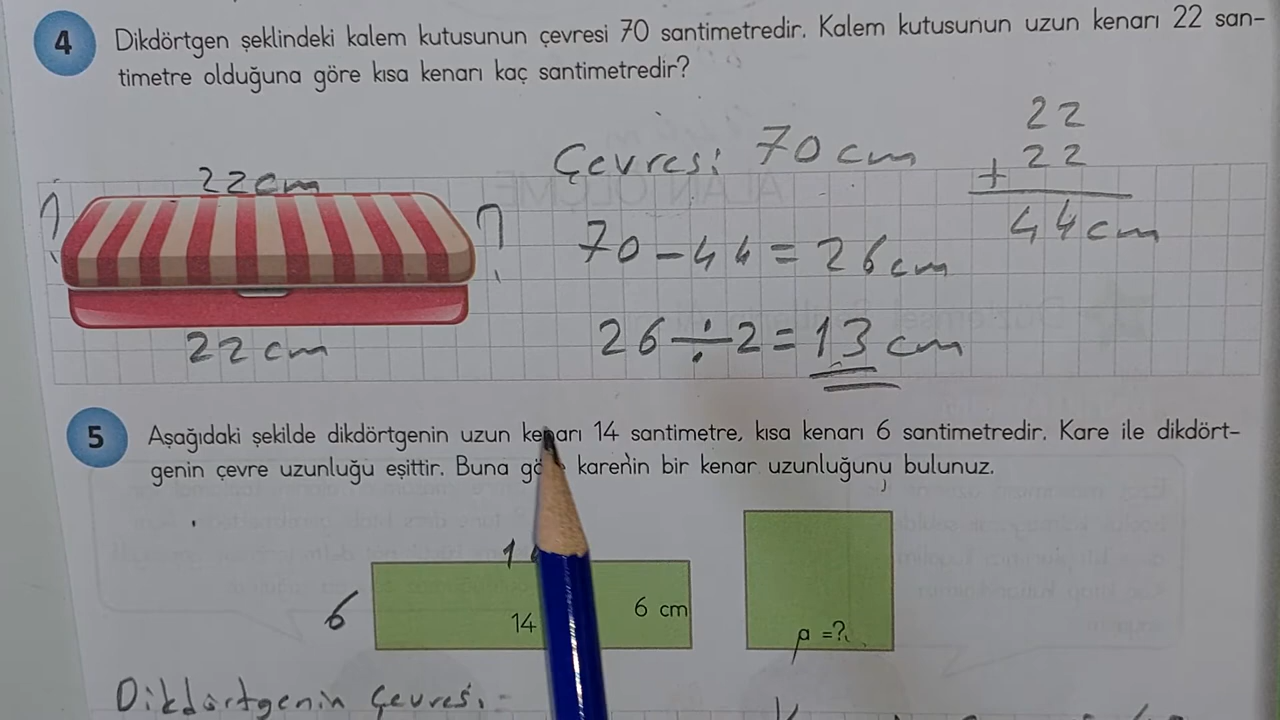 4
Dikdörtgen şeklindeki kalem kutusunun çevresi 70 santimetredir. Kalem kutusunun uzun kenarı 22 san-
timetre olduğuna göre kısa kenarı kaç santimetredir?
22
+ 22
44 cm
Çevresi 70 cm
70 - 44 = 26 cm
26 ÷ 2 = 13 cm
22 cm
?
?
22 cm
5
Aşağıdaki şekilde dikdörtgenin uzun kenarı 14 santimetre, kısa kenarı 6 santimetredir. Kare ile dikdört-
genin çevre uzunluğu eşittir. Buna karenin bir kenar uzunluğunu bulunuz.
6
14
6 cm
a =?
Dikdörtgenin Çevresi